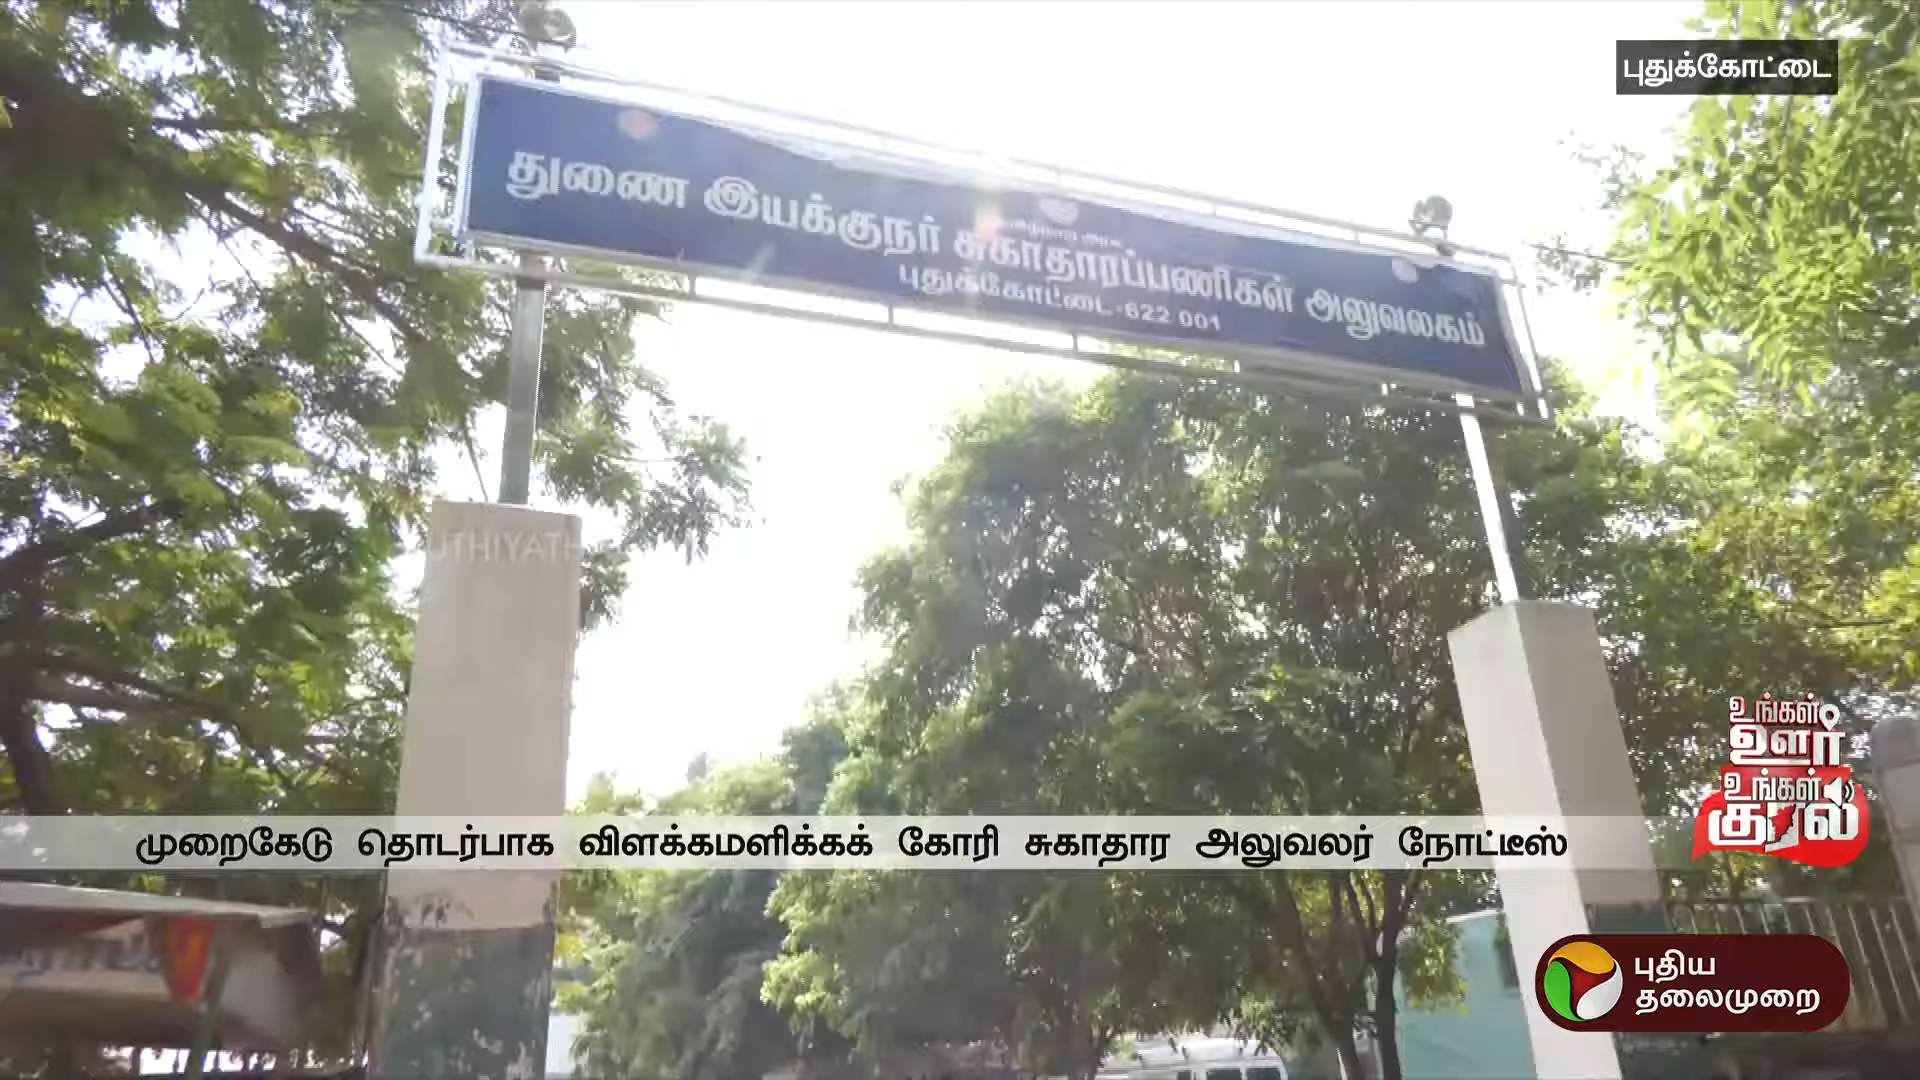 புதுக்கோட்டை
துணை இயக்குநர் சுகாதாரப்பணிகள் அலுவலகம்
புதுக்கோட்டை-622 001
UTHIYATH
உங்கள்
ஊர்
உங்கள்
குரல்
முறைகேடு தொடர்பாக விளக்கமளிக்கக் கோரி சுகாதார அலுவலர் நோட்டீஸ்
புதிய
தலைமுறை